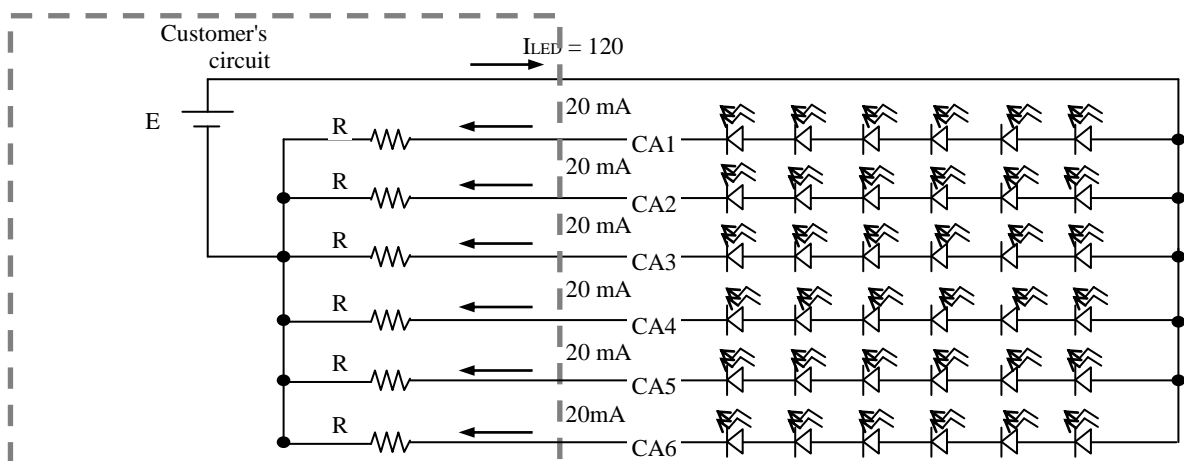 Customer's
circuit
ILED = 120
E
R
20 mA
CA1
R
20 mA
CA2
R
20 mA
CA3
R
20 mA
CA4
R
20 mA
CA5
R
20mA
CA6